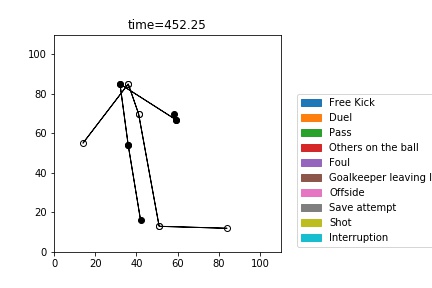 time=452.25
100
80
60
40
20
0
0 20 40 60 80 100
Free Kick
Duel
Pass
Others on the ball
Foul
Goalkeeper leaving l
Offside
Save attempt
Shot
Interruption